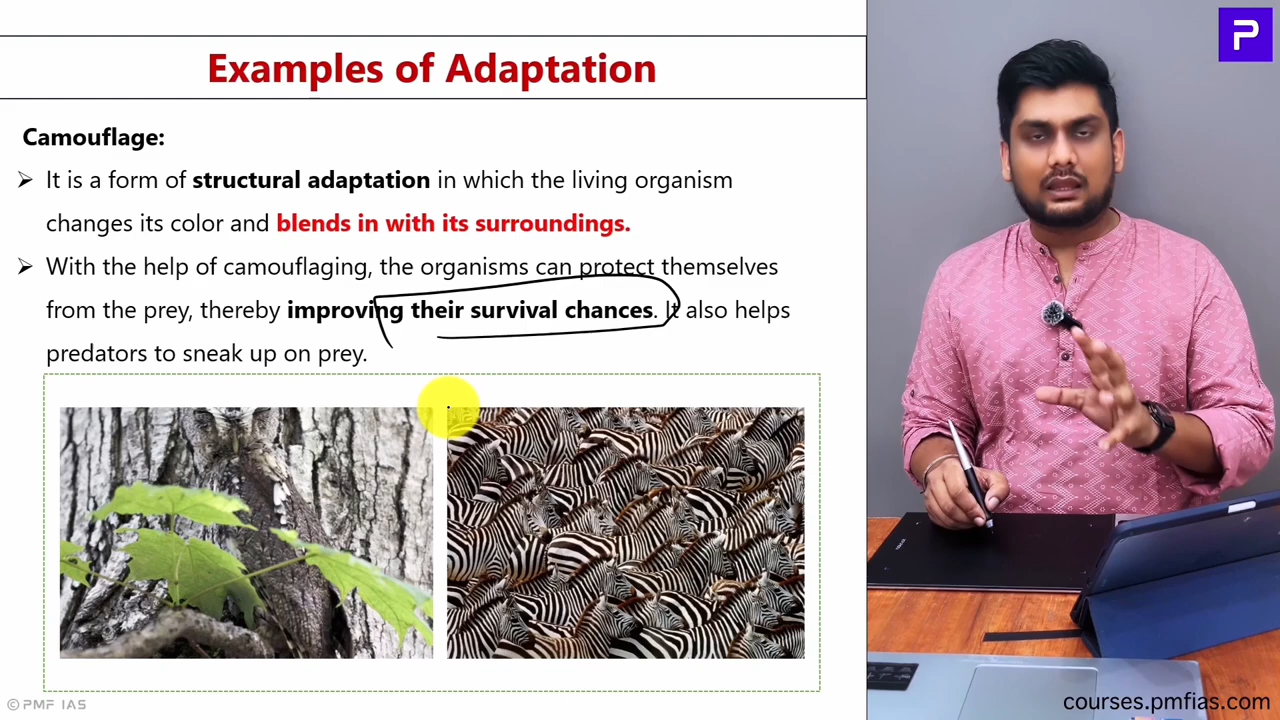 Examples of Adaptation
Camouflage:
➢ It is a form of structural adaptation in which the living organism
changes its color and blends in with its surroundings.
➢ With the help of camouflaging, the organisms can protect themselves
from the prey, thereby improving their survival chances. It also helps
predators to sneak up on prey.
© PMF IAS
P
courses.pmfias.com